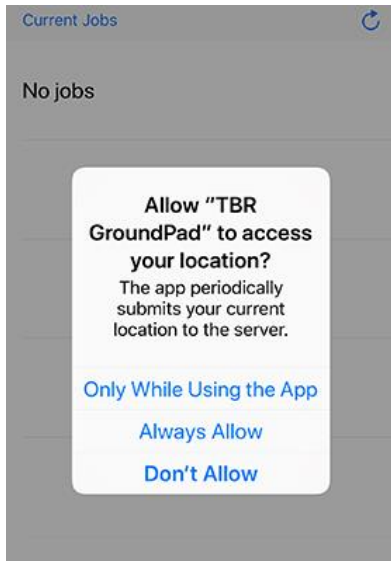 Current Jobs
No jobs
Allow "TBR
GroundPad" to access
your location?
The app periodically
submits your current
location to the server.
Only While Using the App
Always Allow
Don't Allow